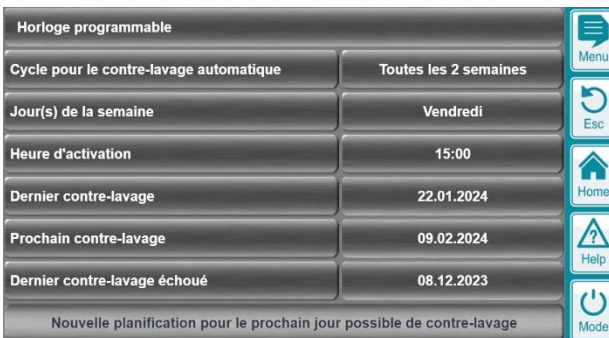 Horloge programmable
Menu
Cycle pour le contre-lavage automatique Toutes les 2 semaines
Jour(s) de la semaine Vendredi
Esc
Heure d'activation 15:00
Home
Dernier contre-lavage 22.01.2024
Prochain contre-lavage 09.02.2024
Help
Dernier contre-lavage échoué 08.12.2023
Nouvelle planification pour le prochain jour possible de contre-lavage
Mode